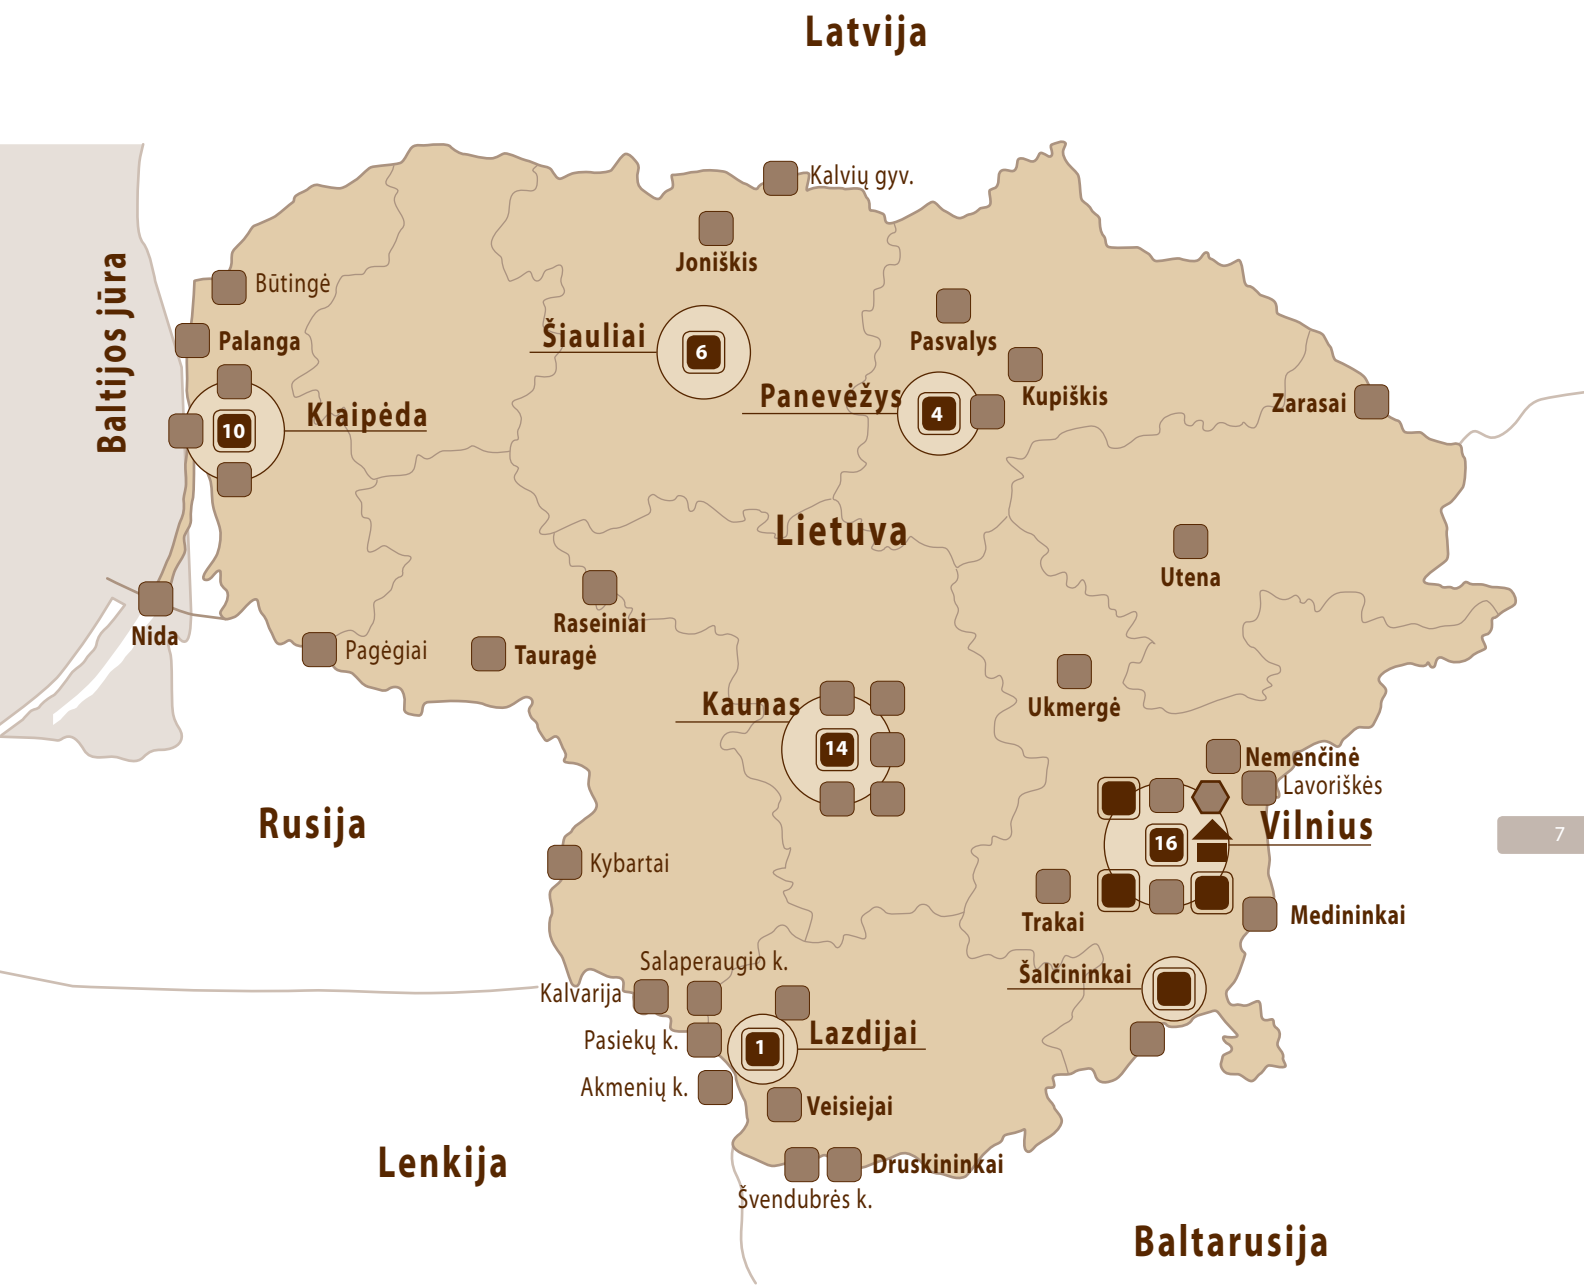 Latvija
Kalvių gyv.
Joniškis
Baltijos jūra
Būtingė
Palanga
Šiauliai
6
Pasvalys
Kupiškis
Panevėžys
4
Zarasai
Klaipėda
10
Lietuva
Utena
Nida
Raseiniai
Pagėgiai
Tauragė
Kaunas
14
Ukmergė
Nemenčinė
Lavoriškės
Vilnius
16
7
Rusija
Kybartai
Trakai
Medininkai
Salaperaugio k.
Šalčininkai
Kalvarija
Pasiekų k.
Lazdijai
1
Akmenių k.
Veisiejai
Lenkija
Druskininkai
Švendubrės k.
Baltarusija